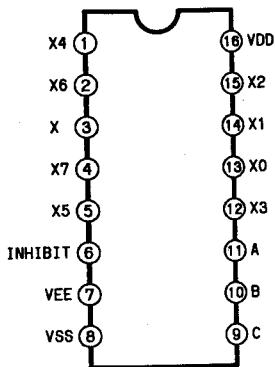 X4 1 16 VDD
X6 2 15 X2
X 3 14 X1
X7 4 13 X0
X5 5 12 X3
INHIBIT 6 11 A
VEE 7 10 B
VSS 8 9 C